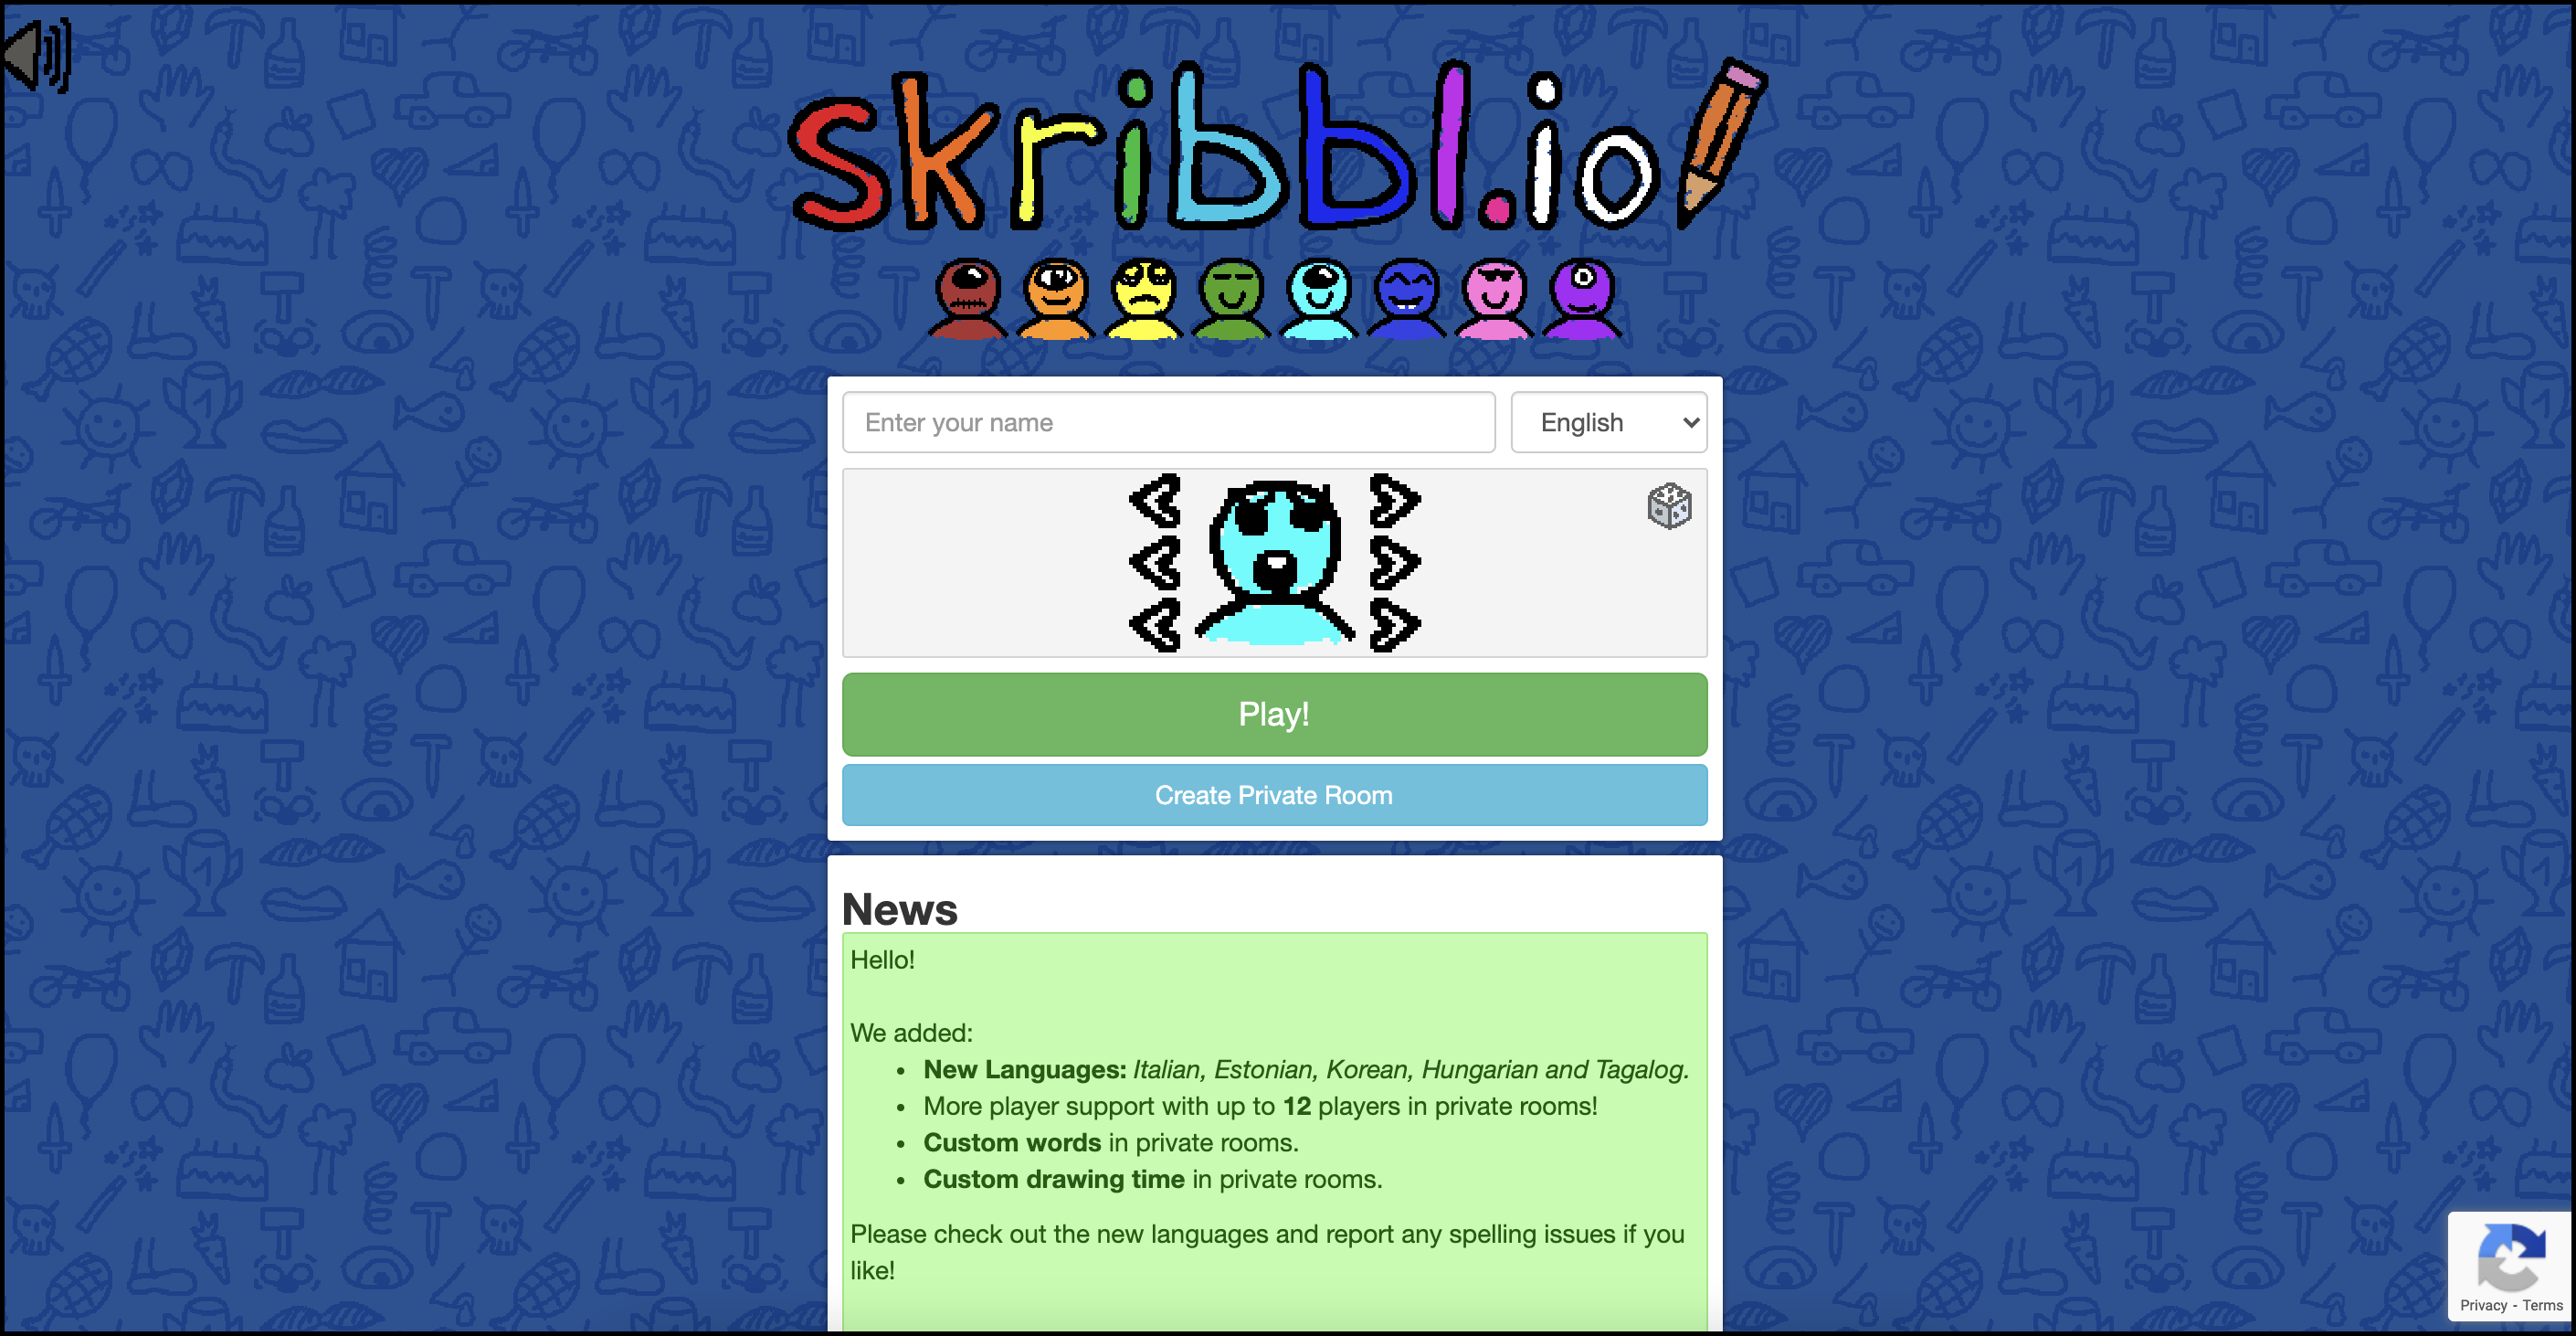 skribbl.io
Enter your name
English
Play!
Create Private Room
News
Hello!
We added:
• New Languages: Italian, Estonian, Korean, Hungarian and Tagalog.
• More player support with up to 12 players in private rooms!
• Custom words in private rooms.
• Custom drawing time in private rooms.
Please check out the new languages and report any spelling issues if you
like!
Privacy - Terms